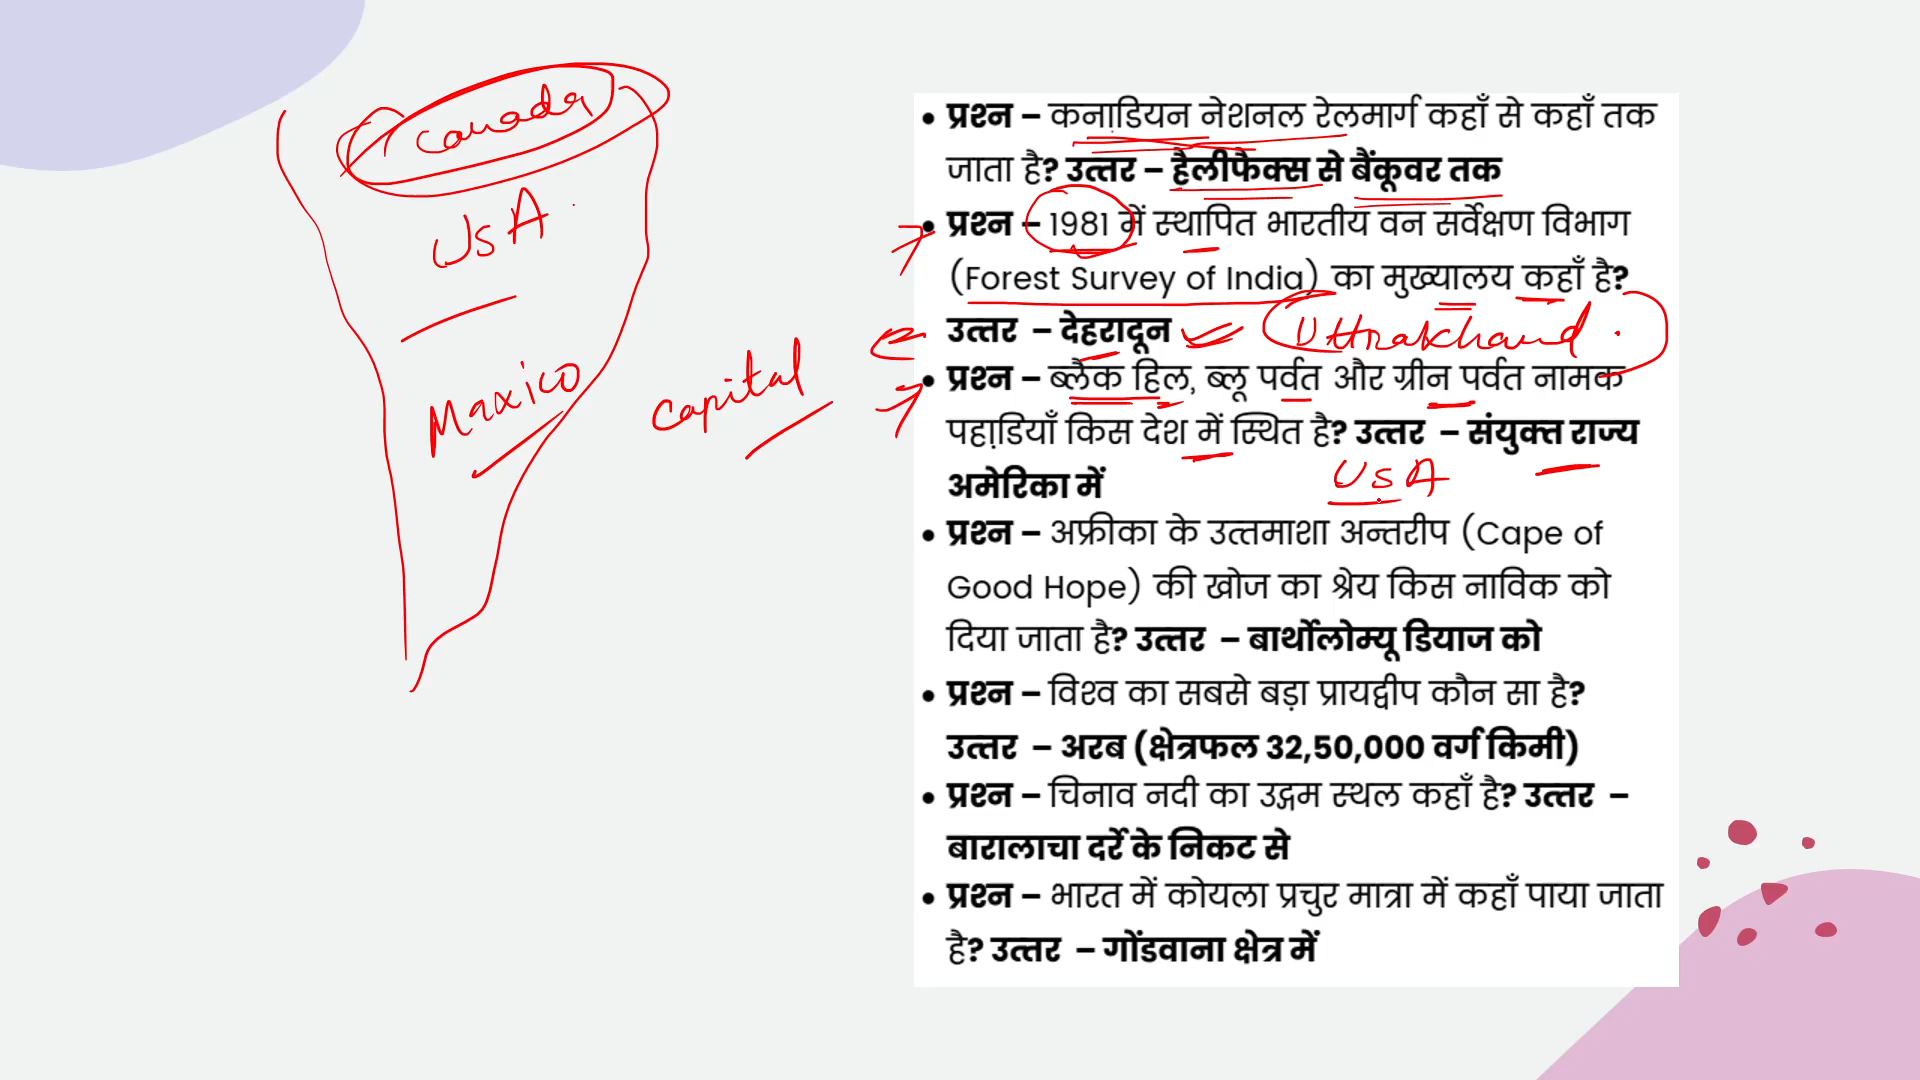 Canada
USA
Maxico
Capital
• प्रश्न – कनाडियन नेशनल रेलमार्ग कहाँ से कहाँ तक
जाता है? उत्तर – हैलीफैक्स से बैंकूवर तक
• प्रश्न – 1981 में स्थापित भारतीय वन सर्वेक्षण विभाग
(Forest Survey of India) का मुख्यालय कहाँ है?
उत्तर – देहरादून Uttrakhand.
• प्रश्न – ब्लैक हिल, ब्लू पर्वत और ग्रीन पर्वत नामक
पहाडि़याँ किस देश में स्थित है? उत्तर – संयुक्त राज्य
अमेरिका में USA
• प्रश्न – अफ्रीका के उत्तमाशा अन्तरीप (Cape of
Good Hope) की खोज का श्रेय किस नाविक को
दिया जाता है? उत्तर – बार्थोलोम्यू डियाज को
• प्रश्न – विश्व का सबसे बड़ा प्रायद्वीप कौन सा है?
उत्तर – अरब (क्षेत्रफल 32,50,000 वर्ग किमी)
• प्रश्न – चिनाव नदी का उद्गम स्थल कहाँ है? उत्तर –
बारालाचा दर्रे के निकट से
• प्रश्न – भारत में कोयला प्रचुर मात्रा में कहाँ पाया जाता
है? उत्तर – गोंडवाना क्षेत्र में